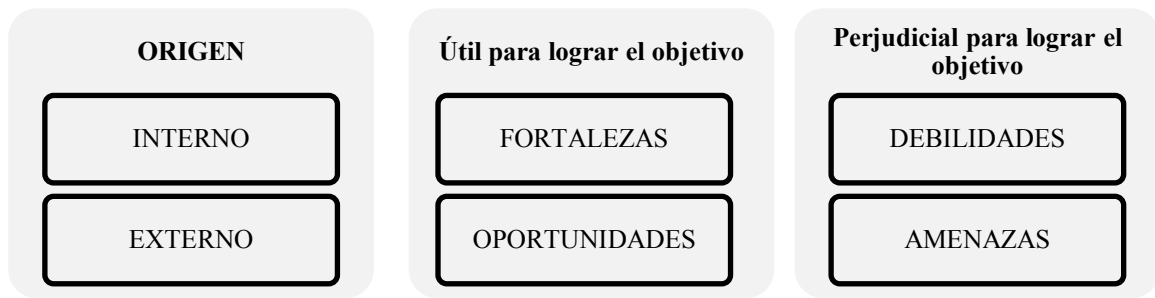 ORIGEN
INTERNO
EXTERNO
Útil para lograr el objetivo
FORTALEZAS
OPORTUNIDADES
Perjudicial para lograr el
objetivo
DEBILIDADES
AMENAZAS